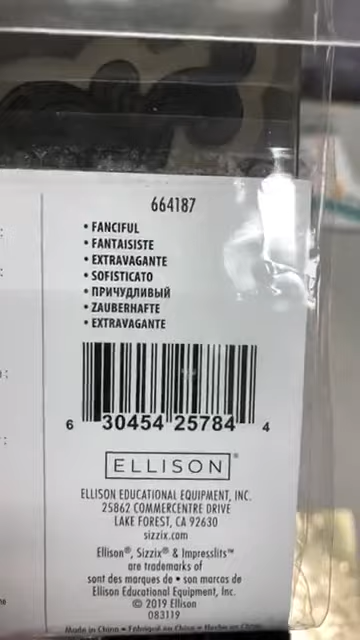 664187
• FANCIFUL
• FANTAISISTE
• EXTRAVAGANTE
• SOFISTICATO
• ПРИЧУДЛИВЫЙ
• ZAUBERHAFTE
• EXTRAVAGANTE
6 30454 25784 4
ELLISON®
ELLISON EDUCATIONAL EQUIPMENT, INC.
25862 COMMERCENTRE DRIVE
LAKE FOREST, CA 92630
sizzix.com
Ellison®, Sizzix® & Impresslits™
are trademarks of
sont des marques de • son marcas de
Ellison Educational Equipment, Inc.
© 2019 Ellison
083119
Made in China • Fabriqué en Chine • Hecho en China